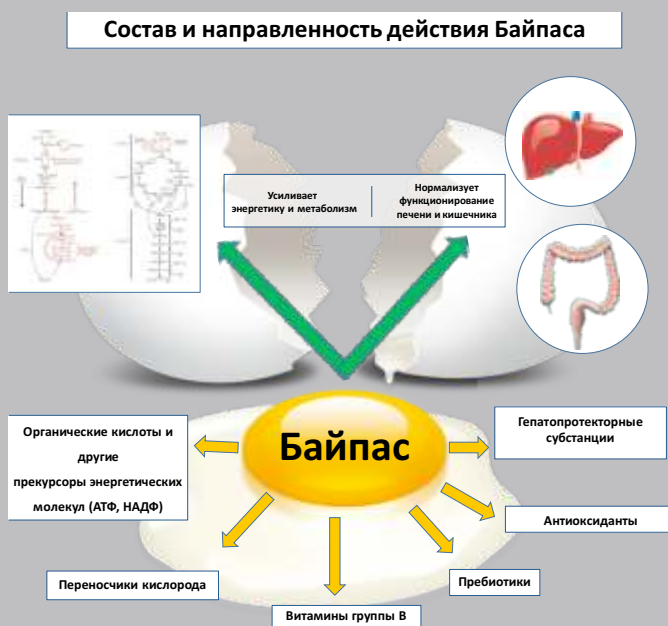 Состав и направленность действия Байпаса
Усиливает
энергетику и метаболизм
Нормализует
функционирование
печени и кишечника
Байпас
Органические кислоты и
другие
прекурсоры энергетических
молекул (АТФ, НАДФ)
Гепатопротекторные
субстанции
Антиоксиданты
Переносчики кислорода
Пребиотики
Витамины группы В